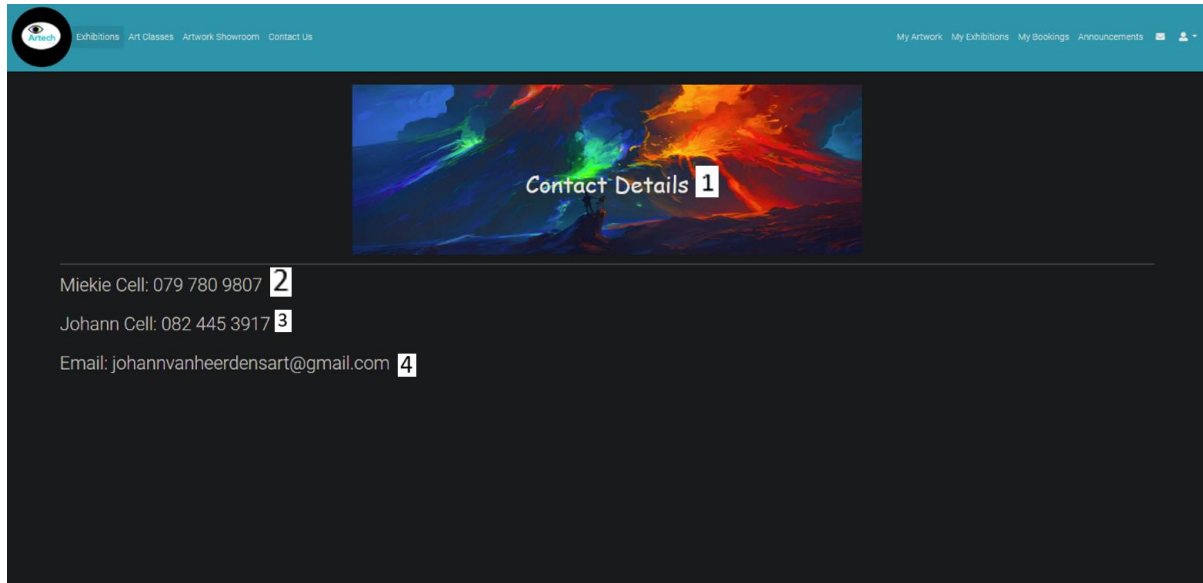 Artech Exhibitions Art Classes Artwork Showroom Contact Us My Artwork My Exhibitions My Bookings Announcements
Contact Details 1
Miekie Cell: 079 780 9807 2
Johann Cell: 082 445 3917 3
Email: johannvanheerdensart@gmail.com 4